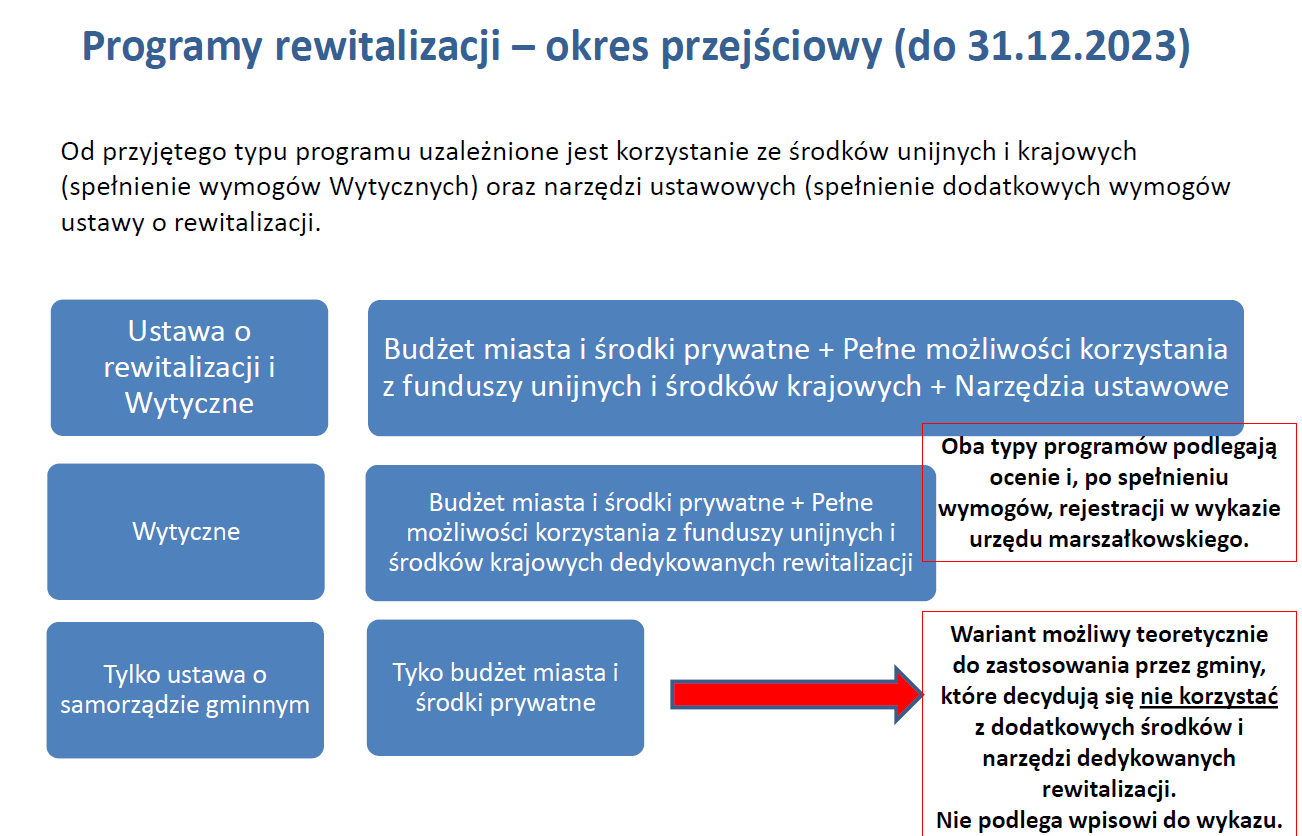 Programy rewitalizacji – okres przejściowy (do 31.12.2023)
Od przyjętego typu programu uzależnione jest korzystanie ze środków unijnych i krajowych
(spełnienie wymogów Wytycznych) oraz narzędzi ustawowych (spełnienie dodatkowych wymogów
ustawy o rewitalizacji.
Ustawa o
rewitalizacji i
Wytyczne
Budżet miasta i środki prywatne + Pełne możliwości korzystania
z funduszy unijnych i środków krajowych + Narzędzia ustawowe
Oba typy programów podlegają
ocenie i, po spełnieniu
wymogów, rejestracji w wykazie
urzędu marszałkowskiego.
Wytyczne
Budżet miasta i środki prywatne + Pełne
możliwości korzystania z funduszy unijnych i
środków krajowych dedykowanych rewitalizacji
Tylko ustawa o
samorządzie gminnym
Tyko budżet miasta i
środki prywatne
Wariant możliwy teoretycznie
do zastosowania przez gminy,
które decydują się nie korzystać
z dodatkowych środków i
narzędzi dedykowanych
rewitalizacji.
Nie podlega wpisowi do wykazu.